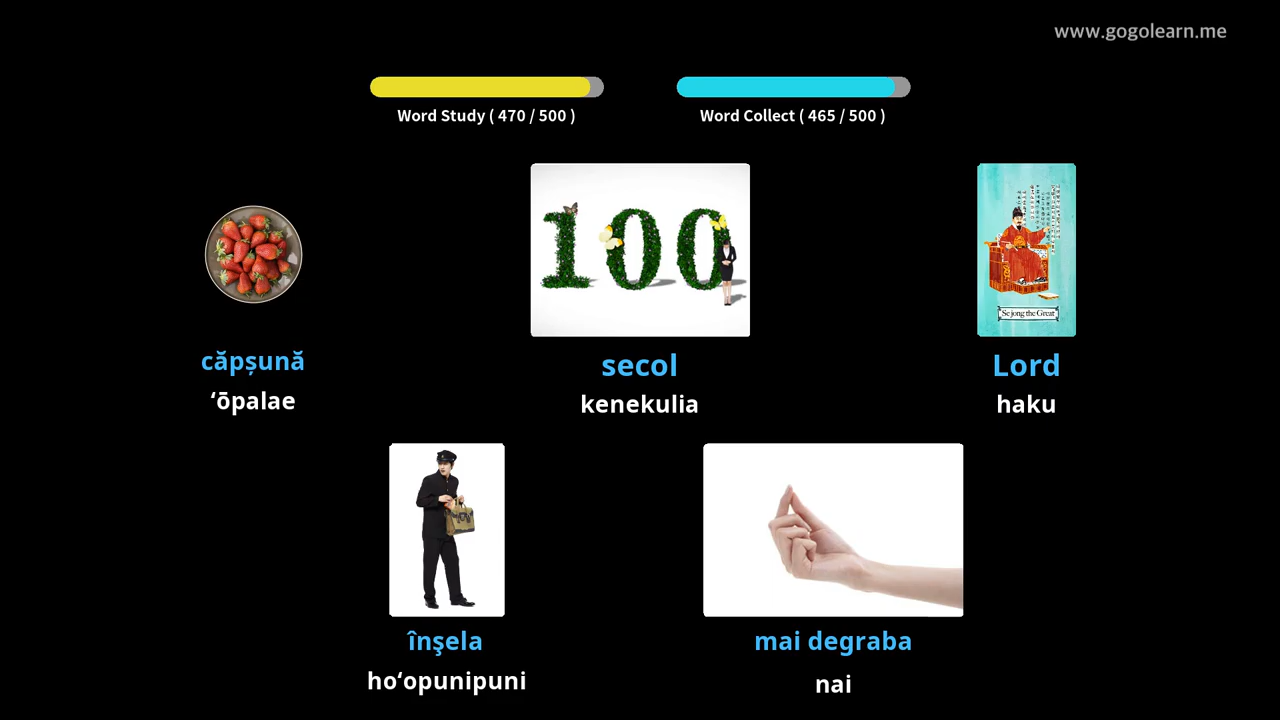 www.gogolearn.me
Word Study ( 470 / 500 )
Word Collect ( 465 / 500 )
100
Sejong the Great
căpșună
ʻōpalae
secol
kenekulia
Lord
haku
înşela
hoʻopunipuni
mai degraba
nai